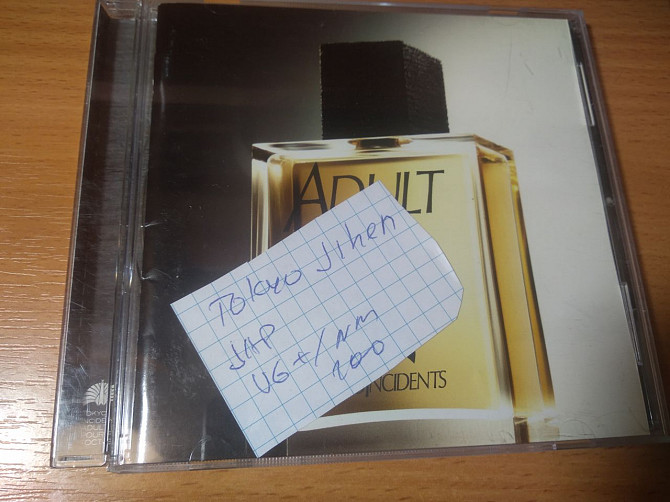 ADULT
Tokyo Jihen
JAP
VG+/NM
200
INCIDENTS